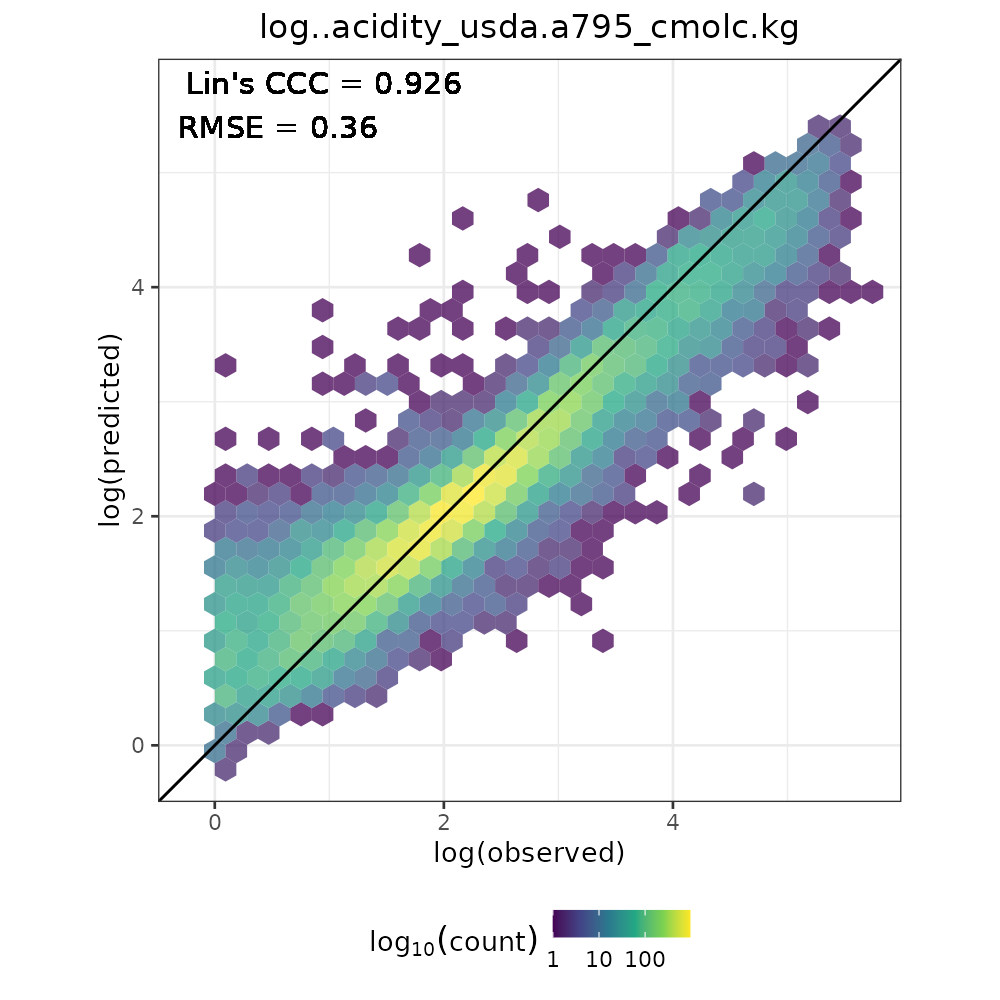 log..acidity_usda.a795_cmolc.kg
Lin's CCC = 0.926
RMSE = 0.36
log(predicted)
4
2
0
0 2 4
log(observed)
log₁₀(count)
1 10 100